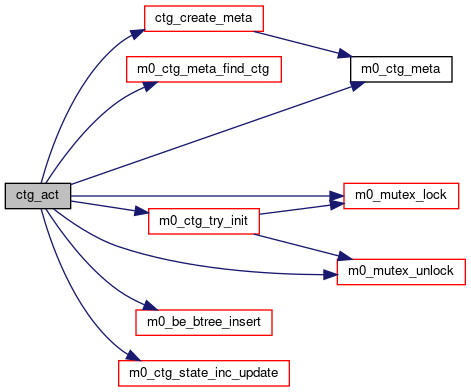 ctg_create_meta
m0_ctg_meta_find_ctg
m0_ctg_meta
ctg_act
m0_mutex_lock
m0_ctg_try_init
m0_mutex_unlock
m0_be_btree_insert
m0_ctg_state_inc_update